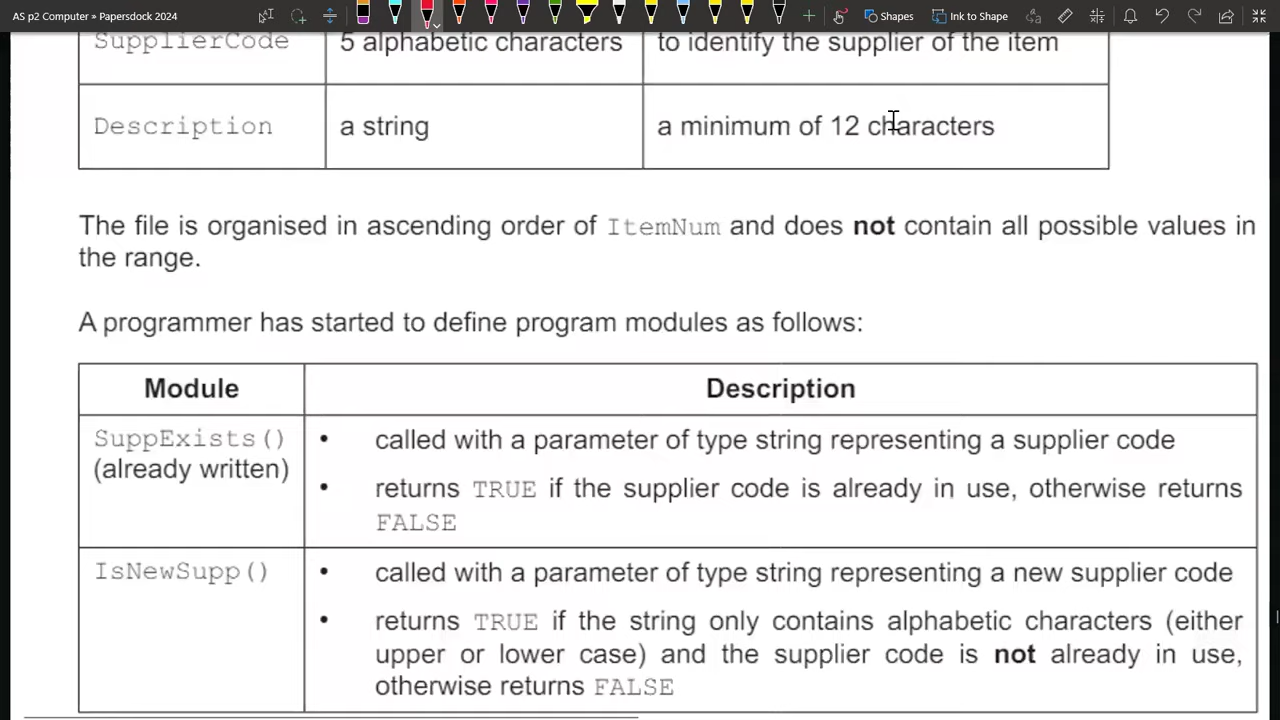 AS p2 Computer » Papersdock 2024
Shapes
Ink to Shape
SupplierCode 5 alphabetic characters to identify the supplier of the item
Description a string a minimum of 12 characters
The file is organised in ascending order of ItemNum and does not contain all possible values in
the range.
A programmer has started to define program modules as follows:
Module Description
SuppExists()
(already written)
• called with a parameter of type string representing a supplier code
• returns TRUE if the supplier code is already in use, otherwise returns
FALSE
IsNewSupp()
• called with a parameter of type string representing a new supplier code
• returns TRUE if the string only contains alphabetic characters (either
upper or lower case) and the supplier code is not already in use,
otherwise returns FALSE